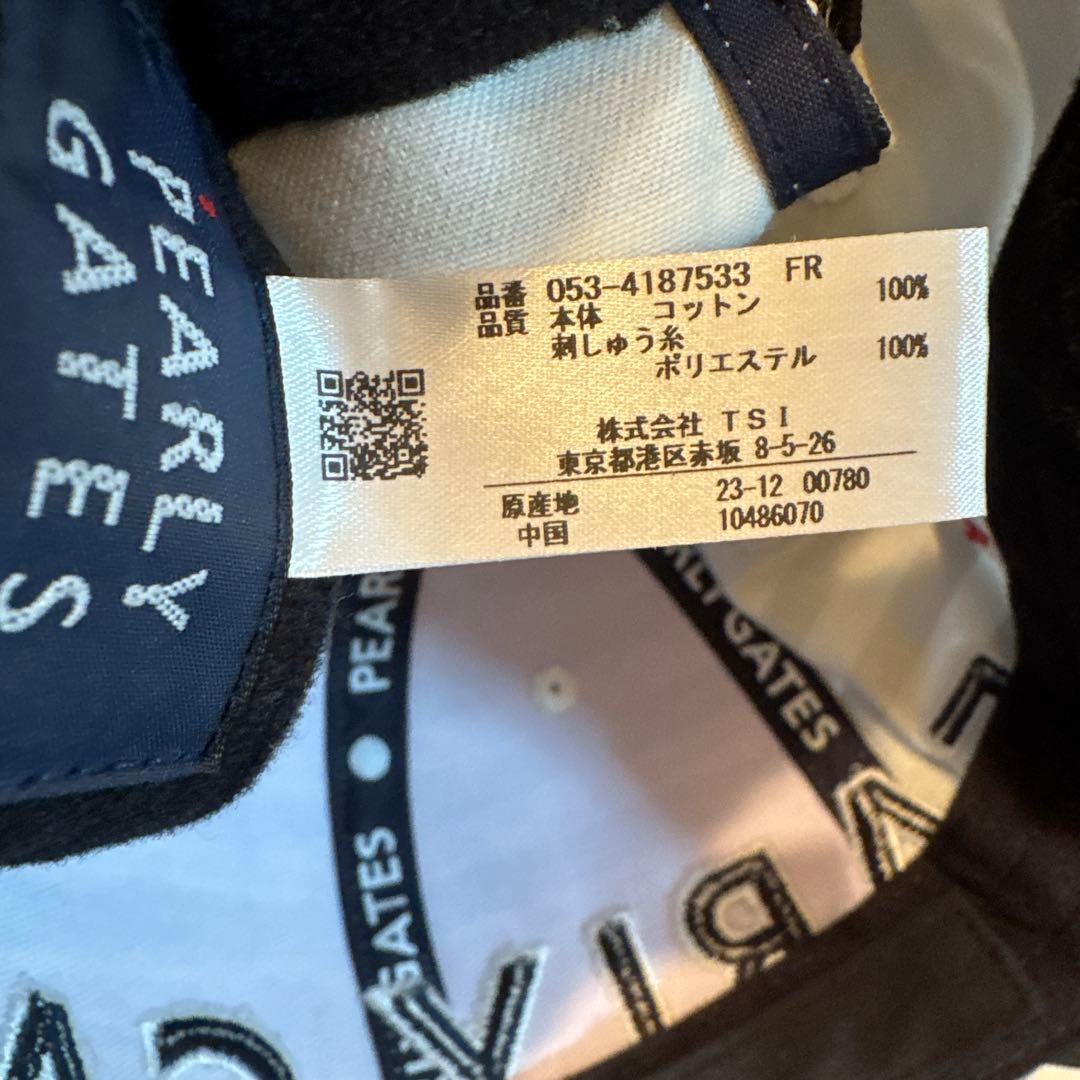 PEARLY
GATES
品番 053-4187533 FR
品質 本体 コットン 100%
刺しゅう糸
ポリエステル 100%
株式会社 TSI
東京都港区赤坂 8-5-26
原産地 23-12 00780
中国 10486070
PEAR
GATES
GATES